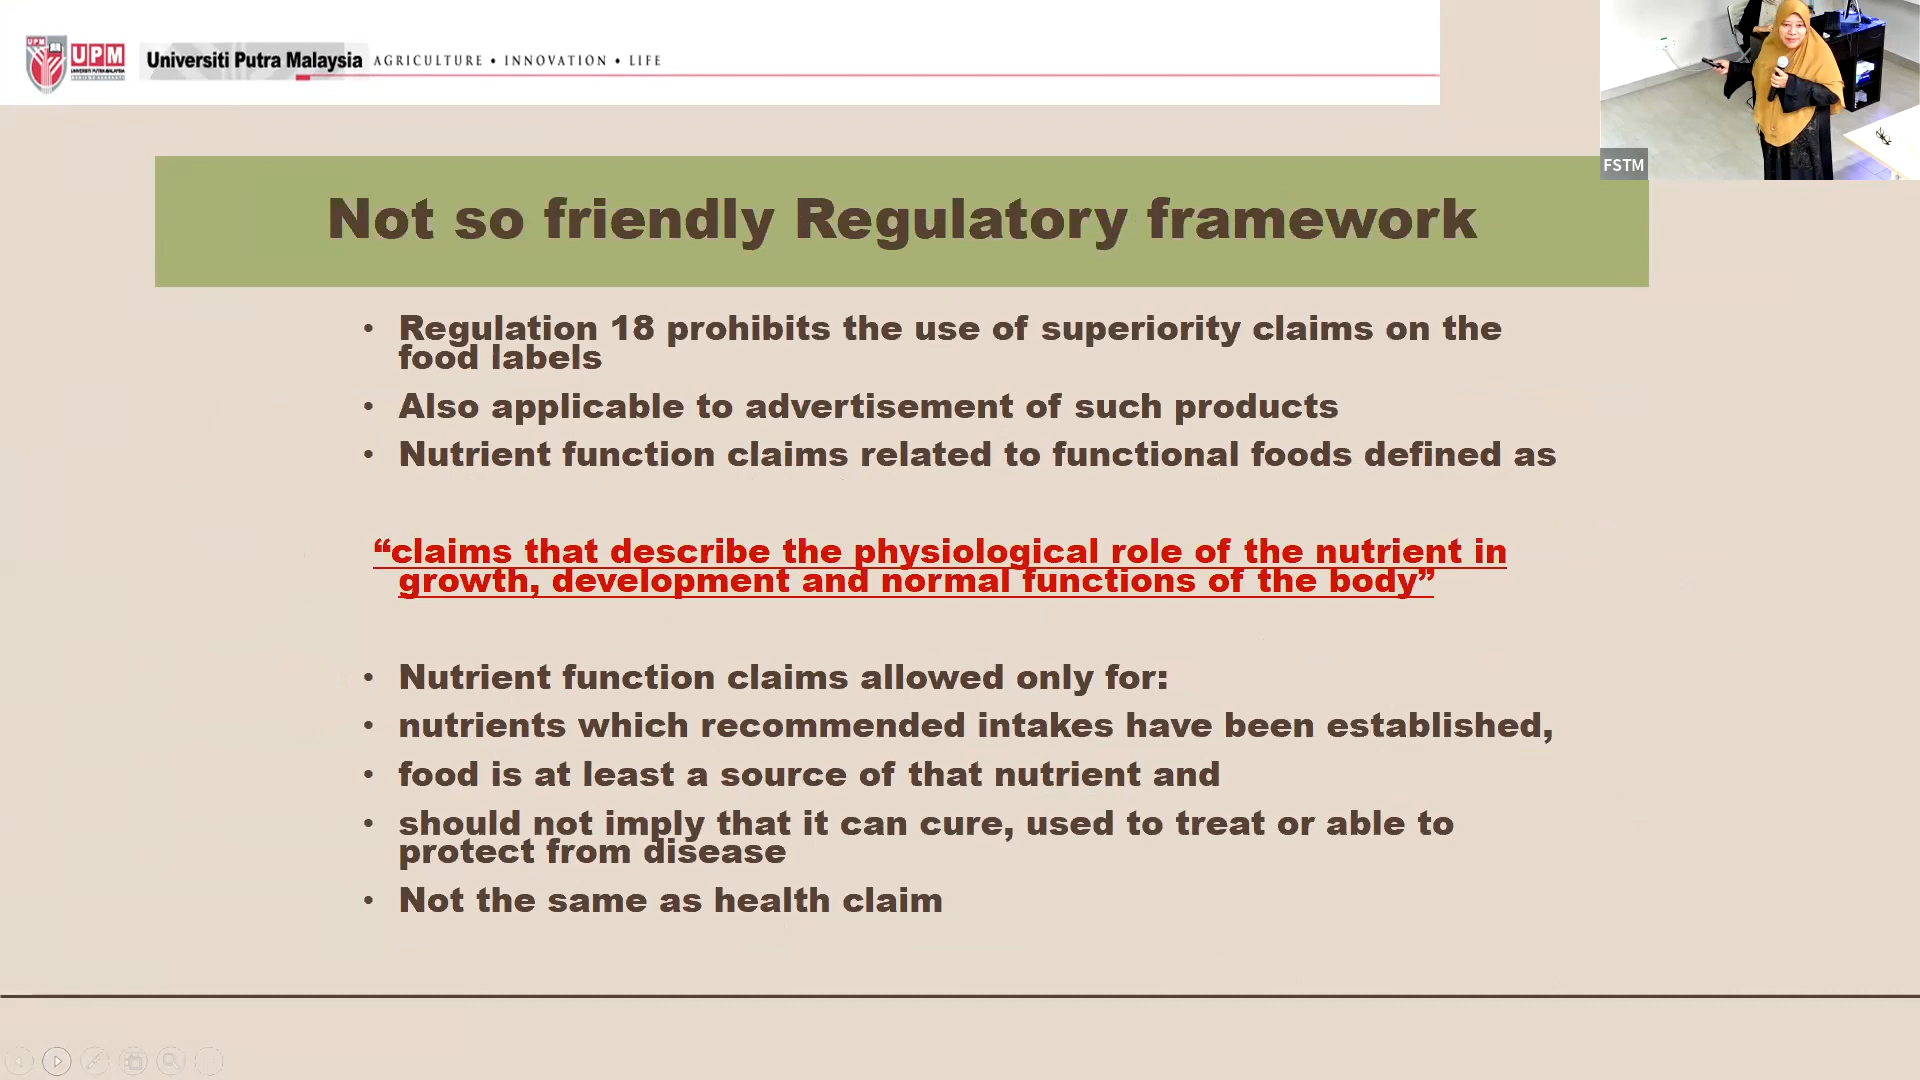 UPM
UPM
UNIVERSITI PUTRA MALAYSIA
Universiti Putra Malaysia AGRICULTURE • INNOVATION • LIFE
FSTM
Not so friendly Regulatory framework
• Regulation 18 prohibits the use of superiority claims on the
food labels
• Also applicable to advertisement of such products
• Nutrient function claims related to functional foods defined as
“claims that describe the physiological role of the nutrient in
growth, development and normal functions of the body”
• Nutrient function claims allowed only for:
• nutrients which recommended intakes have been established,
• food is at least a source of that nutrient and
• should not imply that it can cure, used to treat or able to
protect from disease
• Not the same as health claim